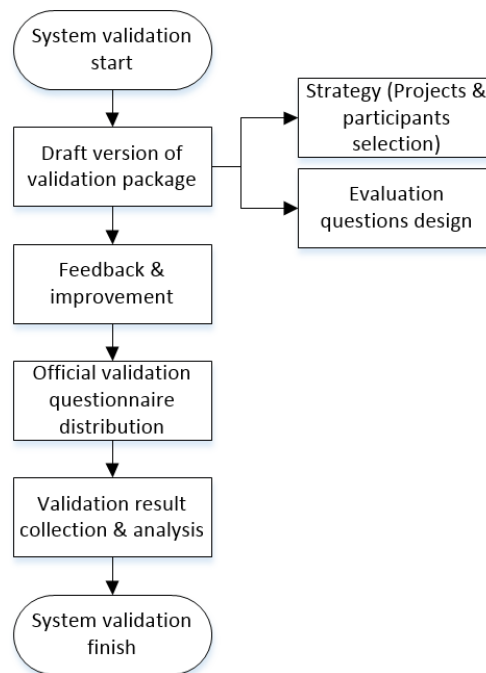 System validation
start
Strategy (Projects &
participants
selection)
Draft version of
validation package
Evaluation
questions design
Feedback &
improvement
Official validation
questionnaire
distribution
Validation result
collection & analysis
System validation
finish